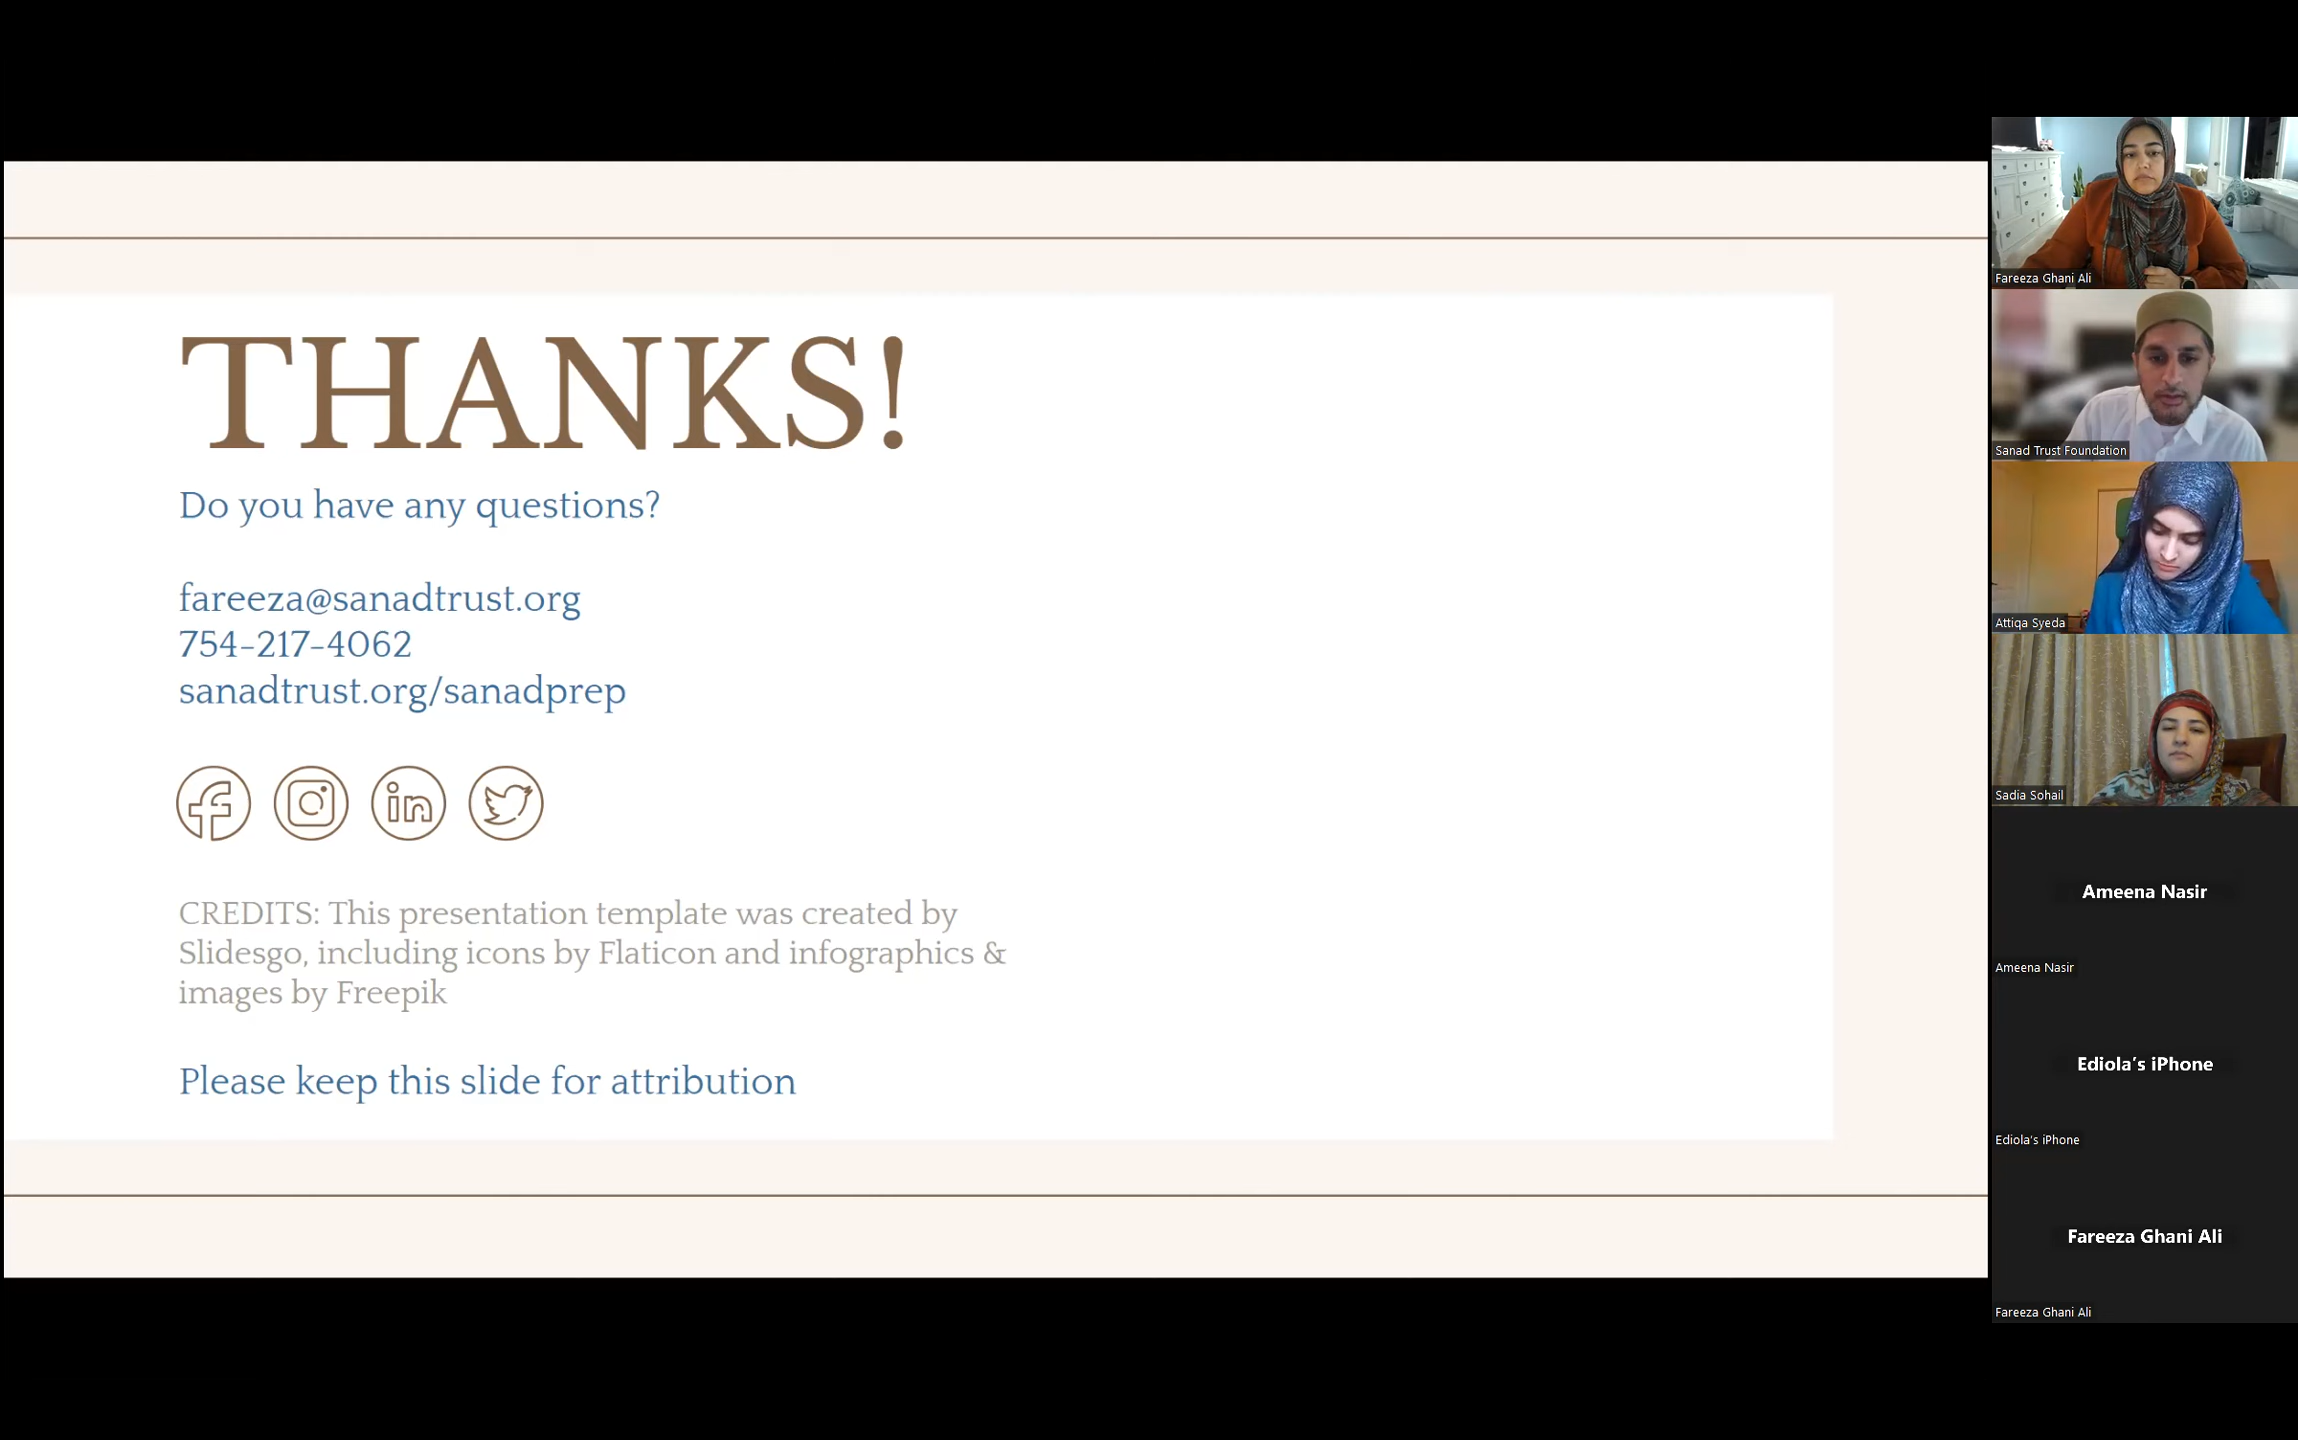 THANKS!
Do you have any questions?
fareeza@sanadtrust.org
754-217-4062
sanadtrust.org/sanadprep
CREDITS: This presentation template was created by
Slidesgo, including icons by Flaticon and infographics &
images by Freepik
Please keep this slide for attribution
Fareeza Ghani Ali
Sanad Trust Foundation
Attiqa Syeda
Sadia Sohail
Ameena Nasir
Ameena Nasir
Ediola's iPhone
Ediola's iPhone
Fareeza Ghani Ali
Fareeza Ghani Ali